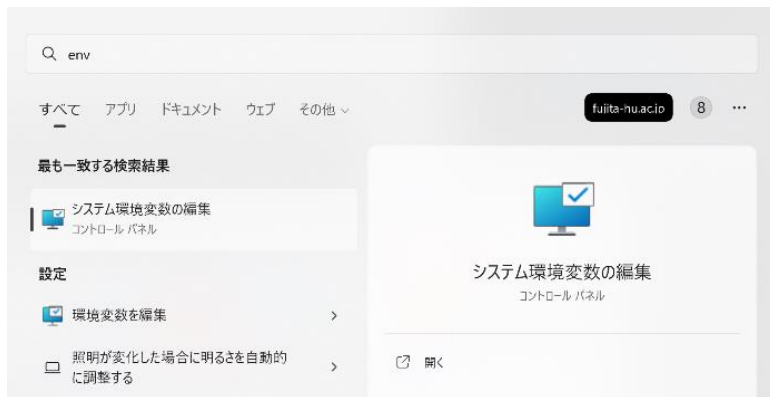 env
すべて アプリ ドキュメント ウェブ その他
fujita-hu.ac.jp 8 ...
最も一致する検索結果
システム環境変数の編集
コントロール パネル
設定
環境変数を編集
照明が変化した場合に明るさを自動的
に調整する
システム環境変数の編集
コントロール パネル
開く